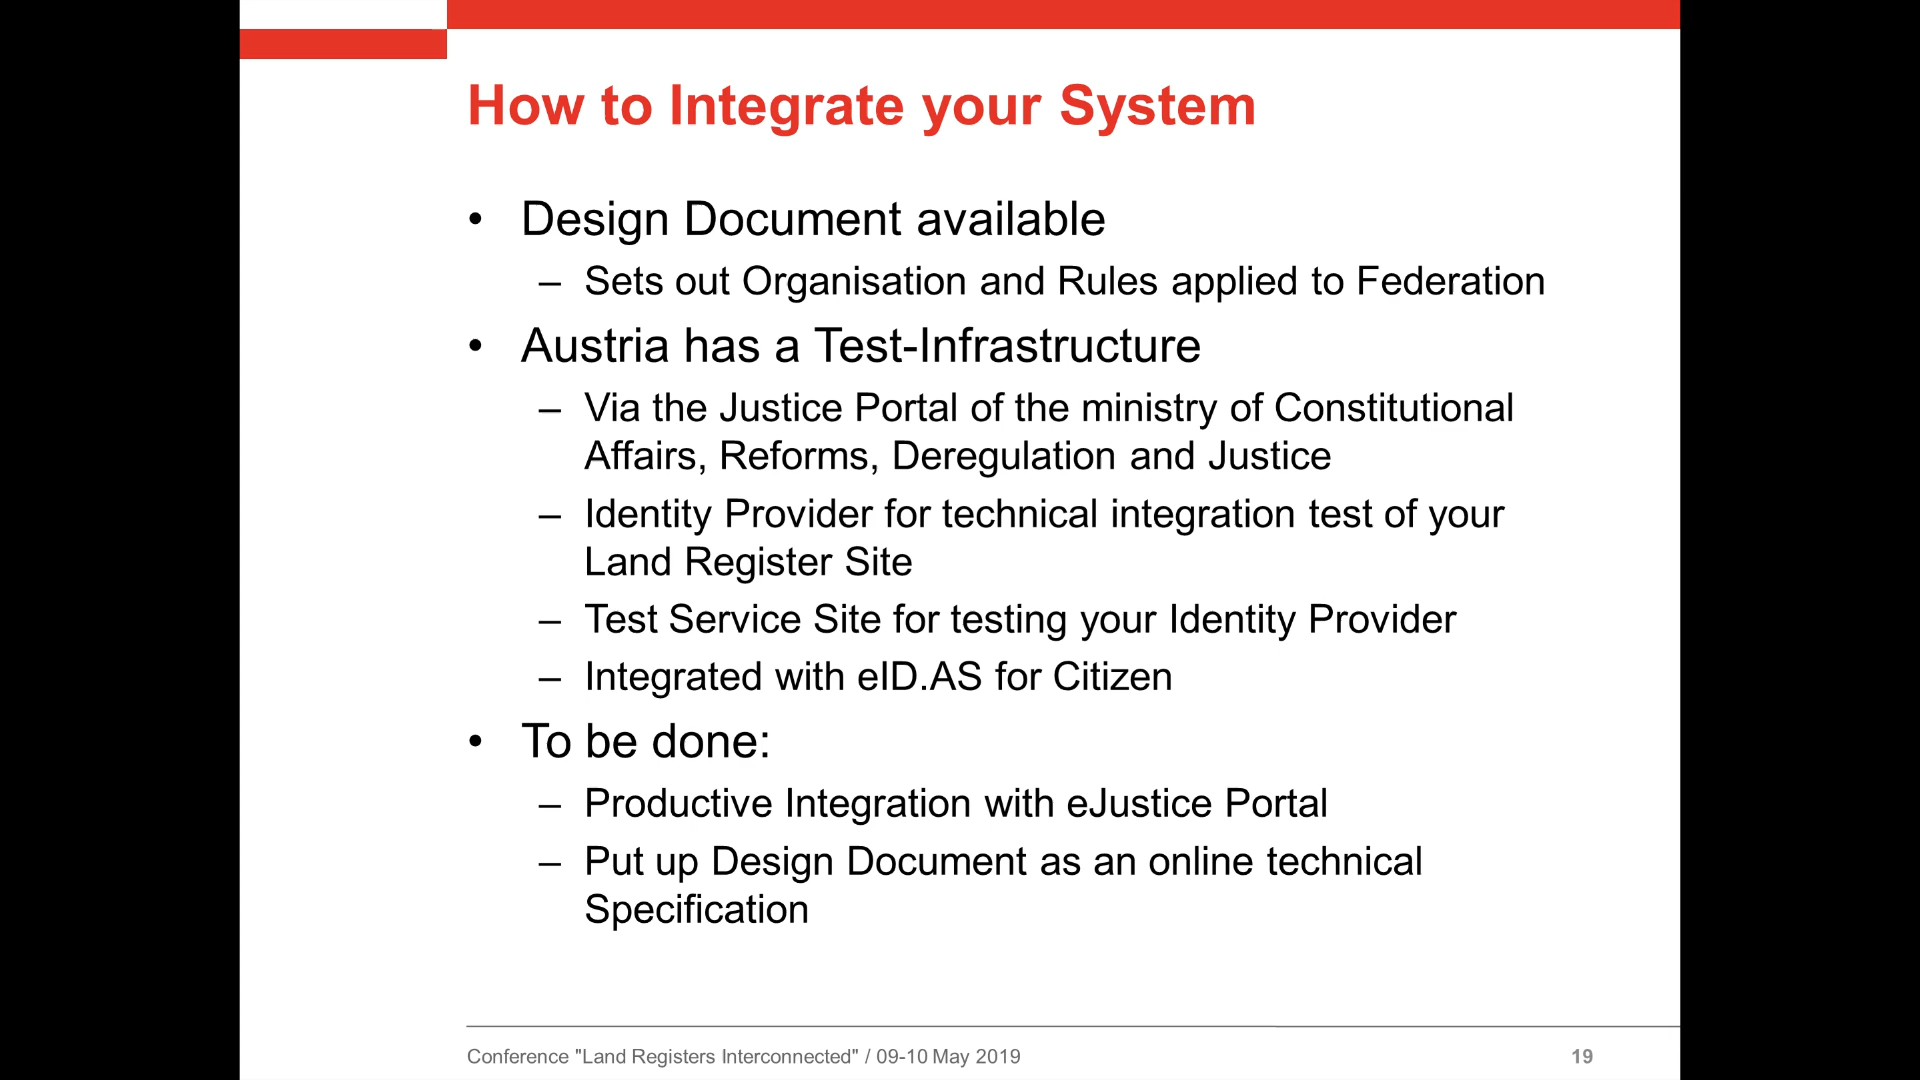 How to Integrate your System
• Design Document available
– Sets out Organisation and Rules applied to Federation
• Austria has a Test-Infrastructure
– Via the Justice Portal of the ministry of Constitutional
Affairs, Reforms, Deregulation and Justice
– Identity Provider for technical integration test of your
Land Register Site
– Test Service Site for testing your Identity Provider
– Integrated with eID.AS for Citizen
• To be done:
– Productive Integration with eJustice Portal
– Put up Design Document as an online technical
Specification
Conference "Land Registers Interconnected" / 09-10 May 2019
19